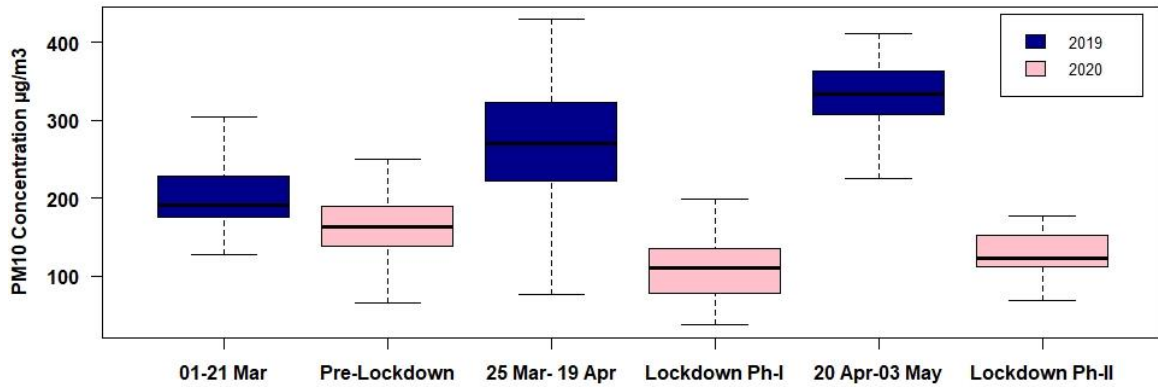 PM10 Concentration µg/m3
400
300
200
100
2019
2020
01-21 Mar
Pre-Lockdown
25 Mar- 19 Apr
Lockdown Ph-I
20 Apr-03 May
Lockdown Ph-II